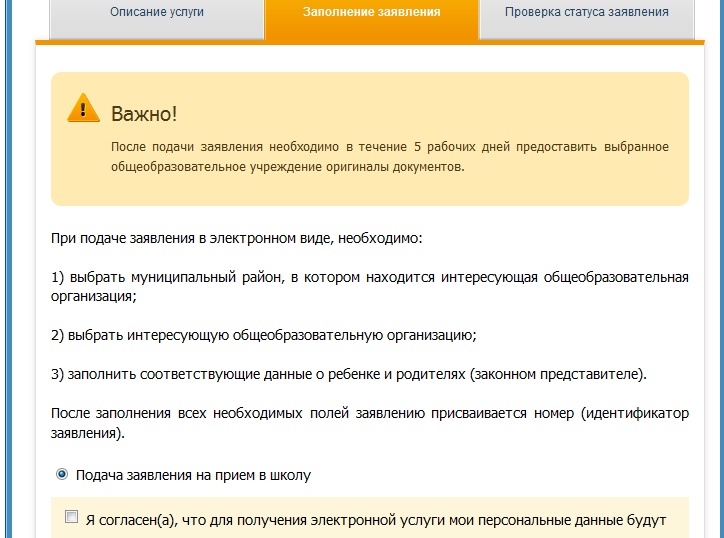 Описание услуги
Заполнение заявления
Проверка статуса заявления
Важно!
После подачи заявления необходимо в течение 5 рабочих дней предоставить выбранное
общеобразовательное учреждение оригиналы документов.
При подаче заявления в электронном виде, необходимо:
1) выбрать муниципальный район, в котором находится интересующая общеобразовательная
организация;
2) выбрать интересующую общеобразовательную организацию;
3) заполнить соответствующие данные о ребенке и родителях (законном представителе).
После заполнения всех необходимых полей заявлению присваивается номер (идентификатор
заявления).
Подача заявления на прием в школу
Я согласен(а), что для получения электронной услуги мои персональные данные будут